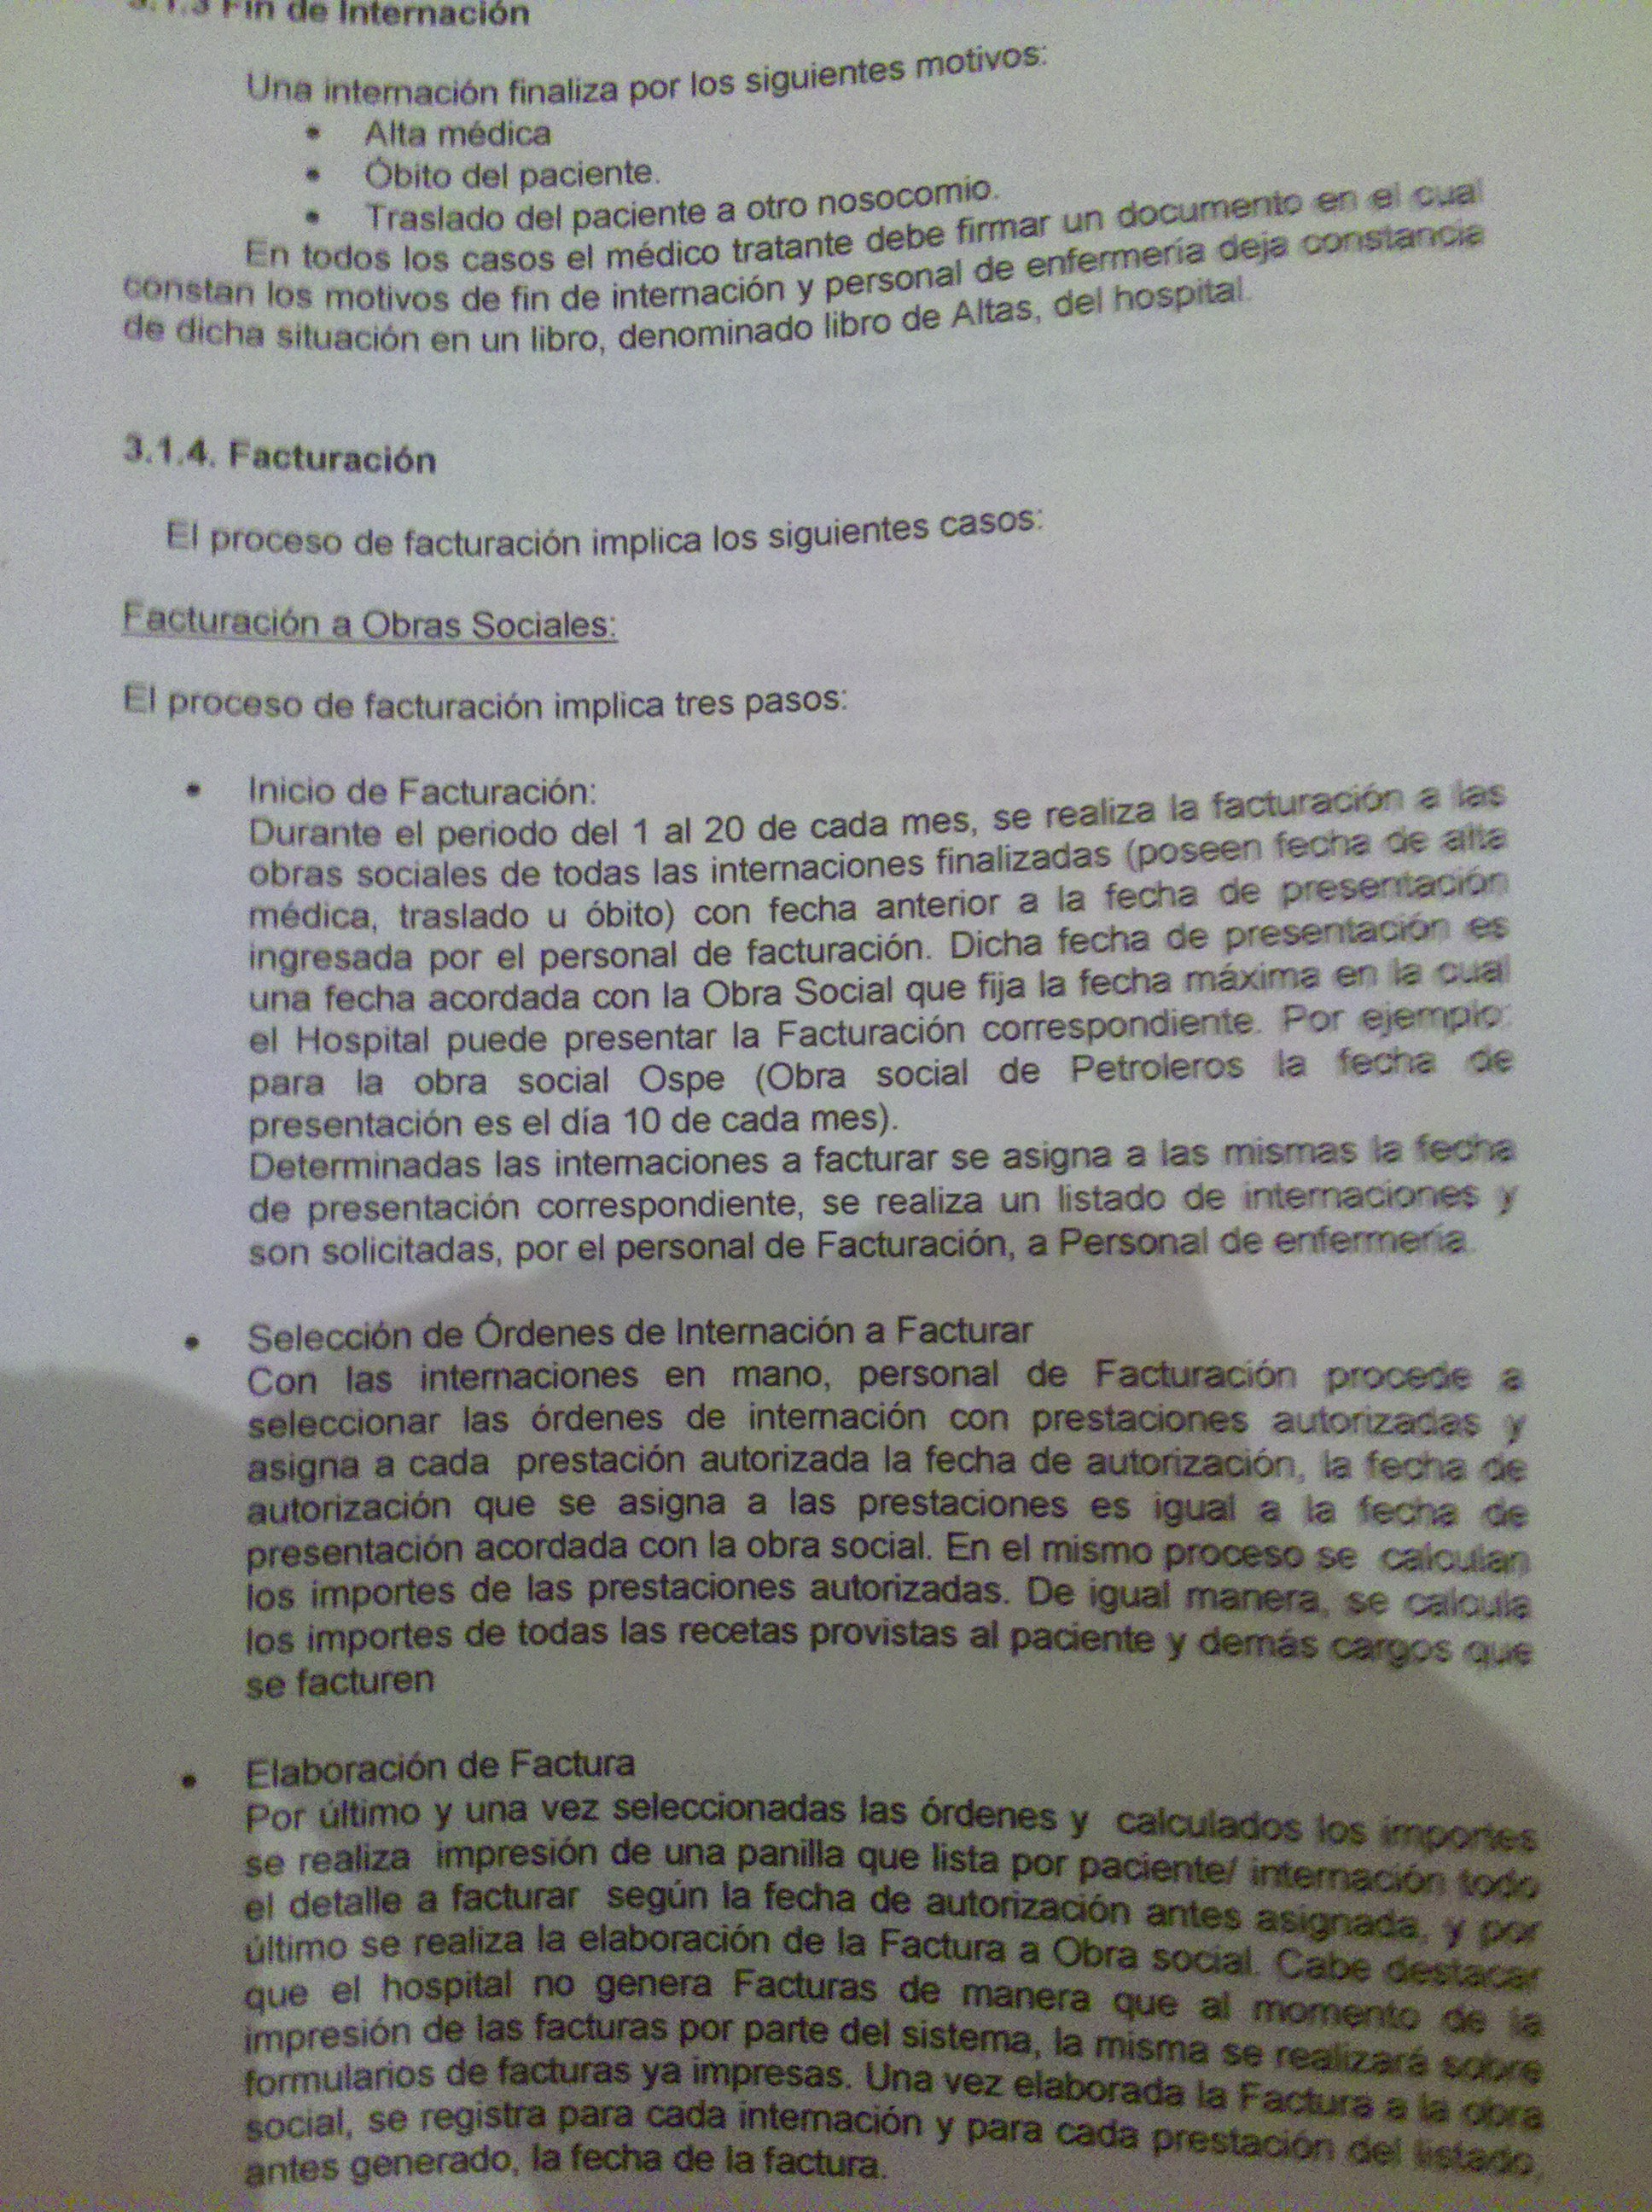 3.1.3 Fin de Internación
Una internación finaliza por los siguientes motivos:
• Alta médica
• Óbito del paciente.
• Traslado del paciente a otro nosocomio.
En todos los casos el médico tratante debe firmar un documento en el cual
constan los motivos de fin de internación y personal de enfermería deja constancia
de dicha situación en un libro, denominado libro de Altas, del hospital.
3.1.4. Facturación
El proceso de facturación implica los siguientes casos:
Facturación a Obras Sociales:
El proceso de facturación implica tres pasos:
• Inicio de Facturación:
Durante el periodo del 1 al 20 de cada mes, se realiza la facturación a las
obras sociales de todas las internaciones finalizadas (poseen fecha de alta
médica, traslado u óbito) con fecha anterior a la fecha de presentación
ingresada por el personal de facturación. Dicha fecha de presentación es
una fecha acordada con la Obra Social que fija la fecha máxima en la cual
el Hospital puede presentar la Facturación correspondiente. Por ejemplo:
para la obra social Ospe (Obra social de Petroleros la fecha de
presentación es el día 10 de cada mes).
Determinadas las internaciones a facturar se asigna a las mismas la fecha
de presentación correspondiente, se realiza un listado de internaciones y
son solicitadas, por el personal de Facturación, a Personal de enfermería.
• Selección de Órdenes de Internación a Facturar
Con las internaciones en mano, personal de Facturación procede a
seleccionar las órdenes de internación con prestaciones autorizadas y
asigna a cada prestación autorizada la fecha de autorización, la fecha de
autorización que se asigna a las prestaciones es igual a la fecha de
presentación acordada con la obra social. En el mismo proceso se calculan
los importes de las prestaciones autorizadas. De igual manera, se calcula
los importes de todas las recetas provistas al paciente y demás cargos que
se facturen
• Elaboración de Factura
Por último y una vez seleccionadas las órdenes y calculados los importes
se realiza impresión de una panilla que lista por paciente/ internación todo
el detalle a facturar según la fecha de autorización antes asignada, y por
último se realiza la elaboración de la Factura a Obra social. Cabe destacar
que el hospital no genera Facturas de manera que al momento de la
impresión de las facturas por parte del sistema, la misma se realizará sobre
formularios de facturas ya impresas. Una vez elaborada la Factura a la obra
social, se registra para cada internación y para cada prestación del listado,
antes generado, la fecha de la factura.